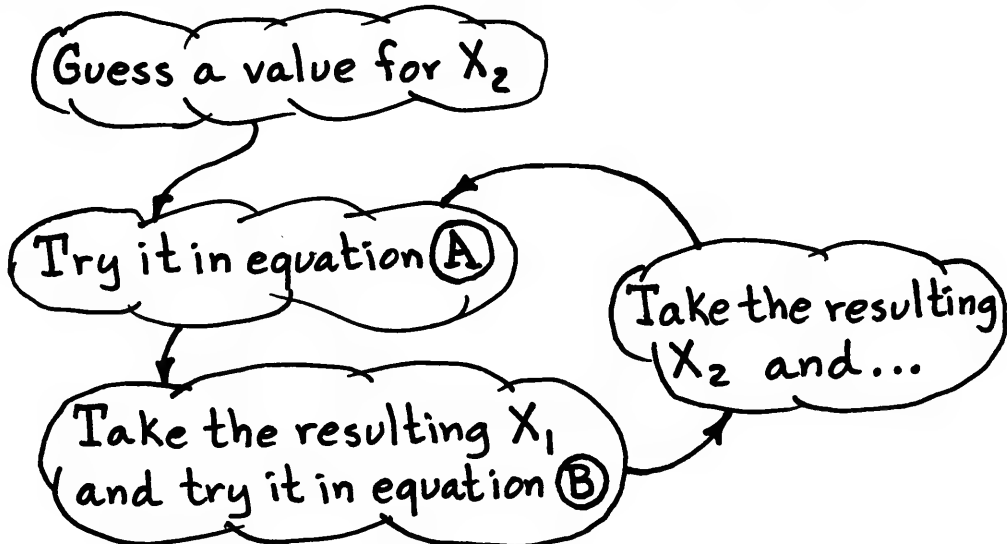 Guess a value for X₂
Try it in equation Ⓐ
Take the resulting X₁
and try it in equation Ⓑ
Take the resulting
X₂ and...